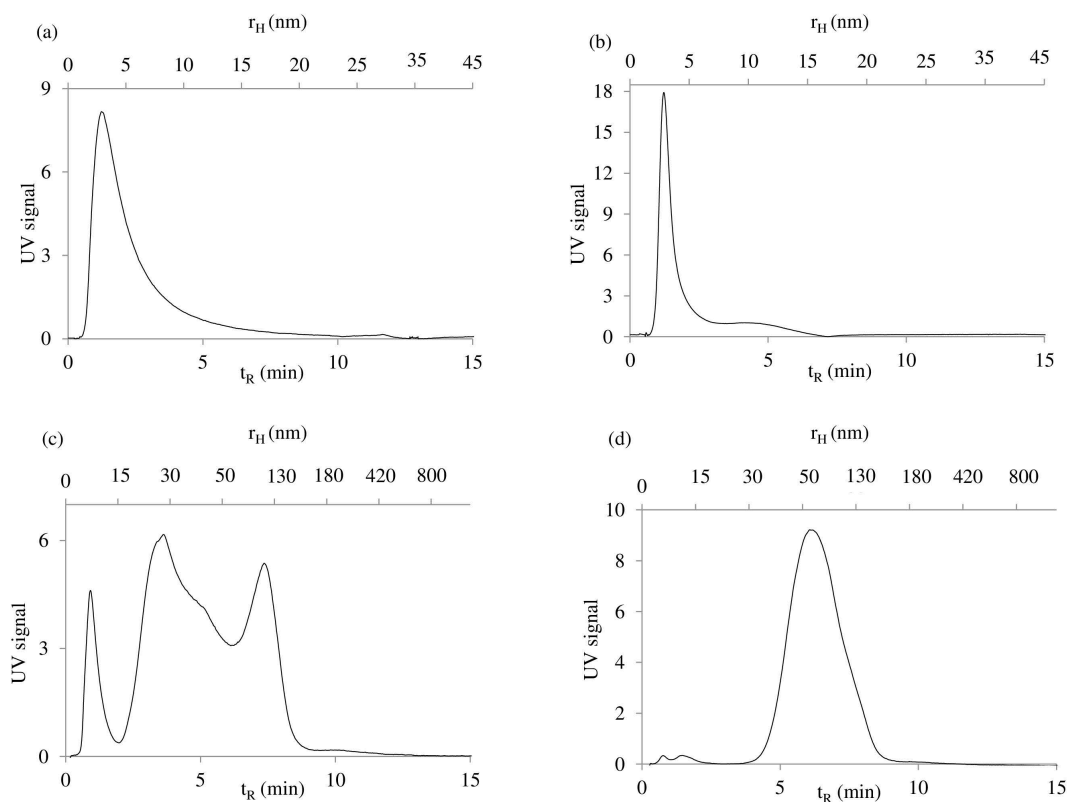 (a)
r_H (nm)
0 5 10 15 20 23 30 35 45
9
6
3
0
UV signal
0 5 10 15
t_R (min)
(b)
r_H (nm)
0 5 10 15 20 25 30 35 45
18
15
12
9
6
3
0
UV signal
0 5 10 15
t_R (min)
(c)
r_H (nm)
0 15 30 50 130 180 420 800
6
3
0
UV signal
0 5 10 15
t_R (min)
(d)
r_H (nm)
0 15 30 50 130 180 420 800
10
8
6
4
2
0
UV signal
0 5 10 15
t_R (min)